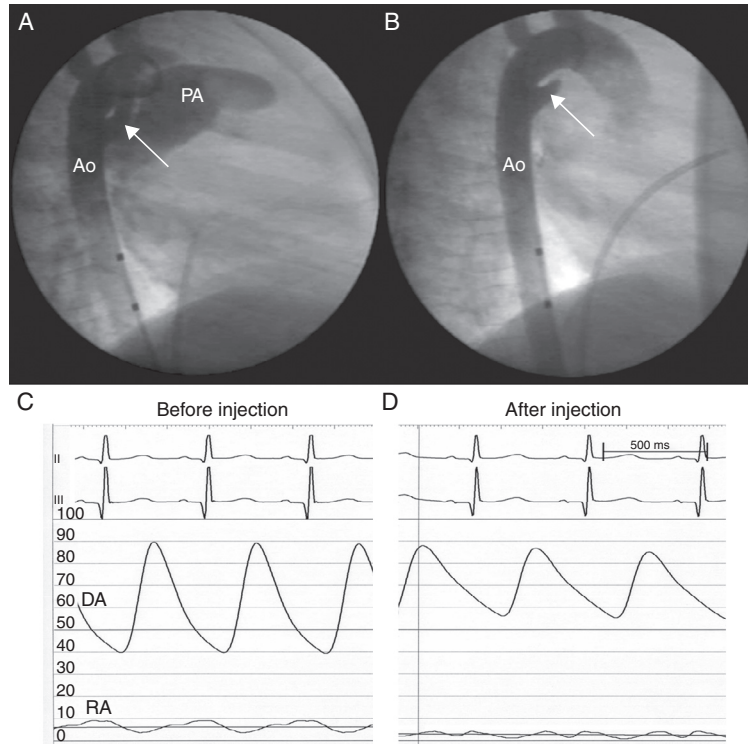 A
PA
Ao
B
Ao
C
Before injection
II
III
100
90
80
70
60
DA
50
40
30
20
RA
10
0
D
After injection
500 ms